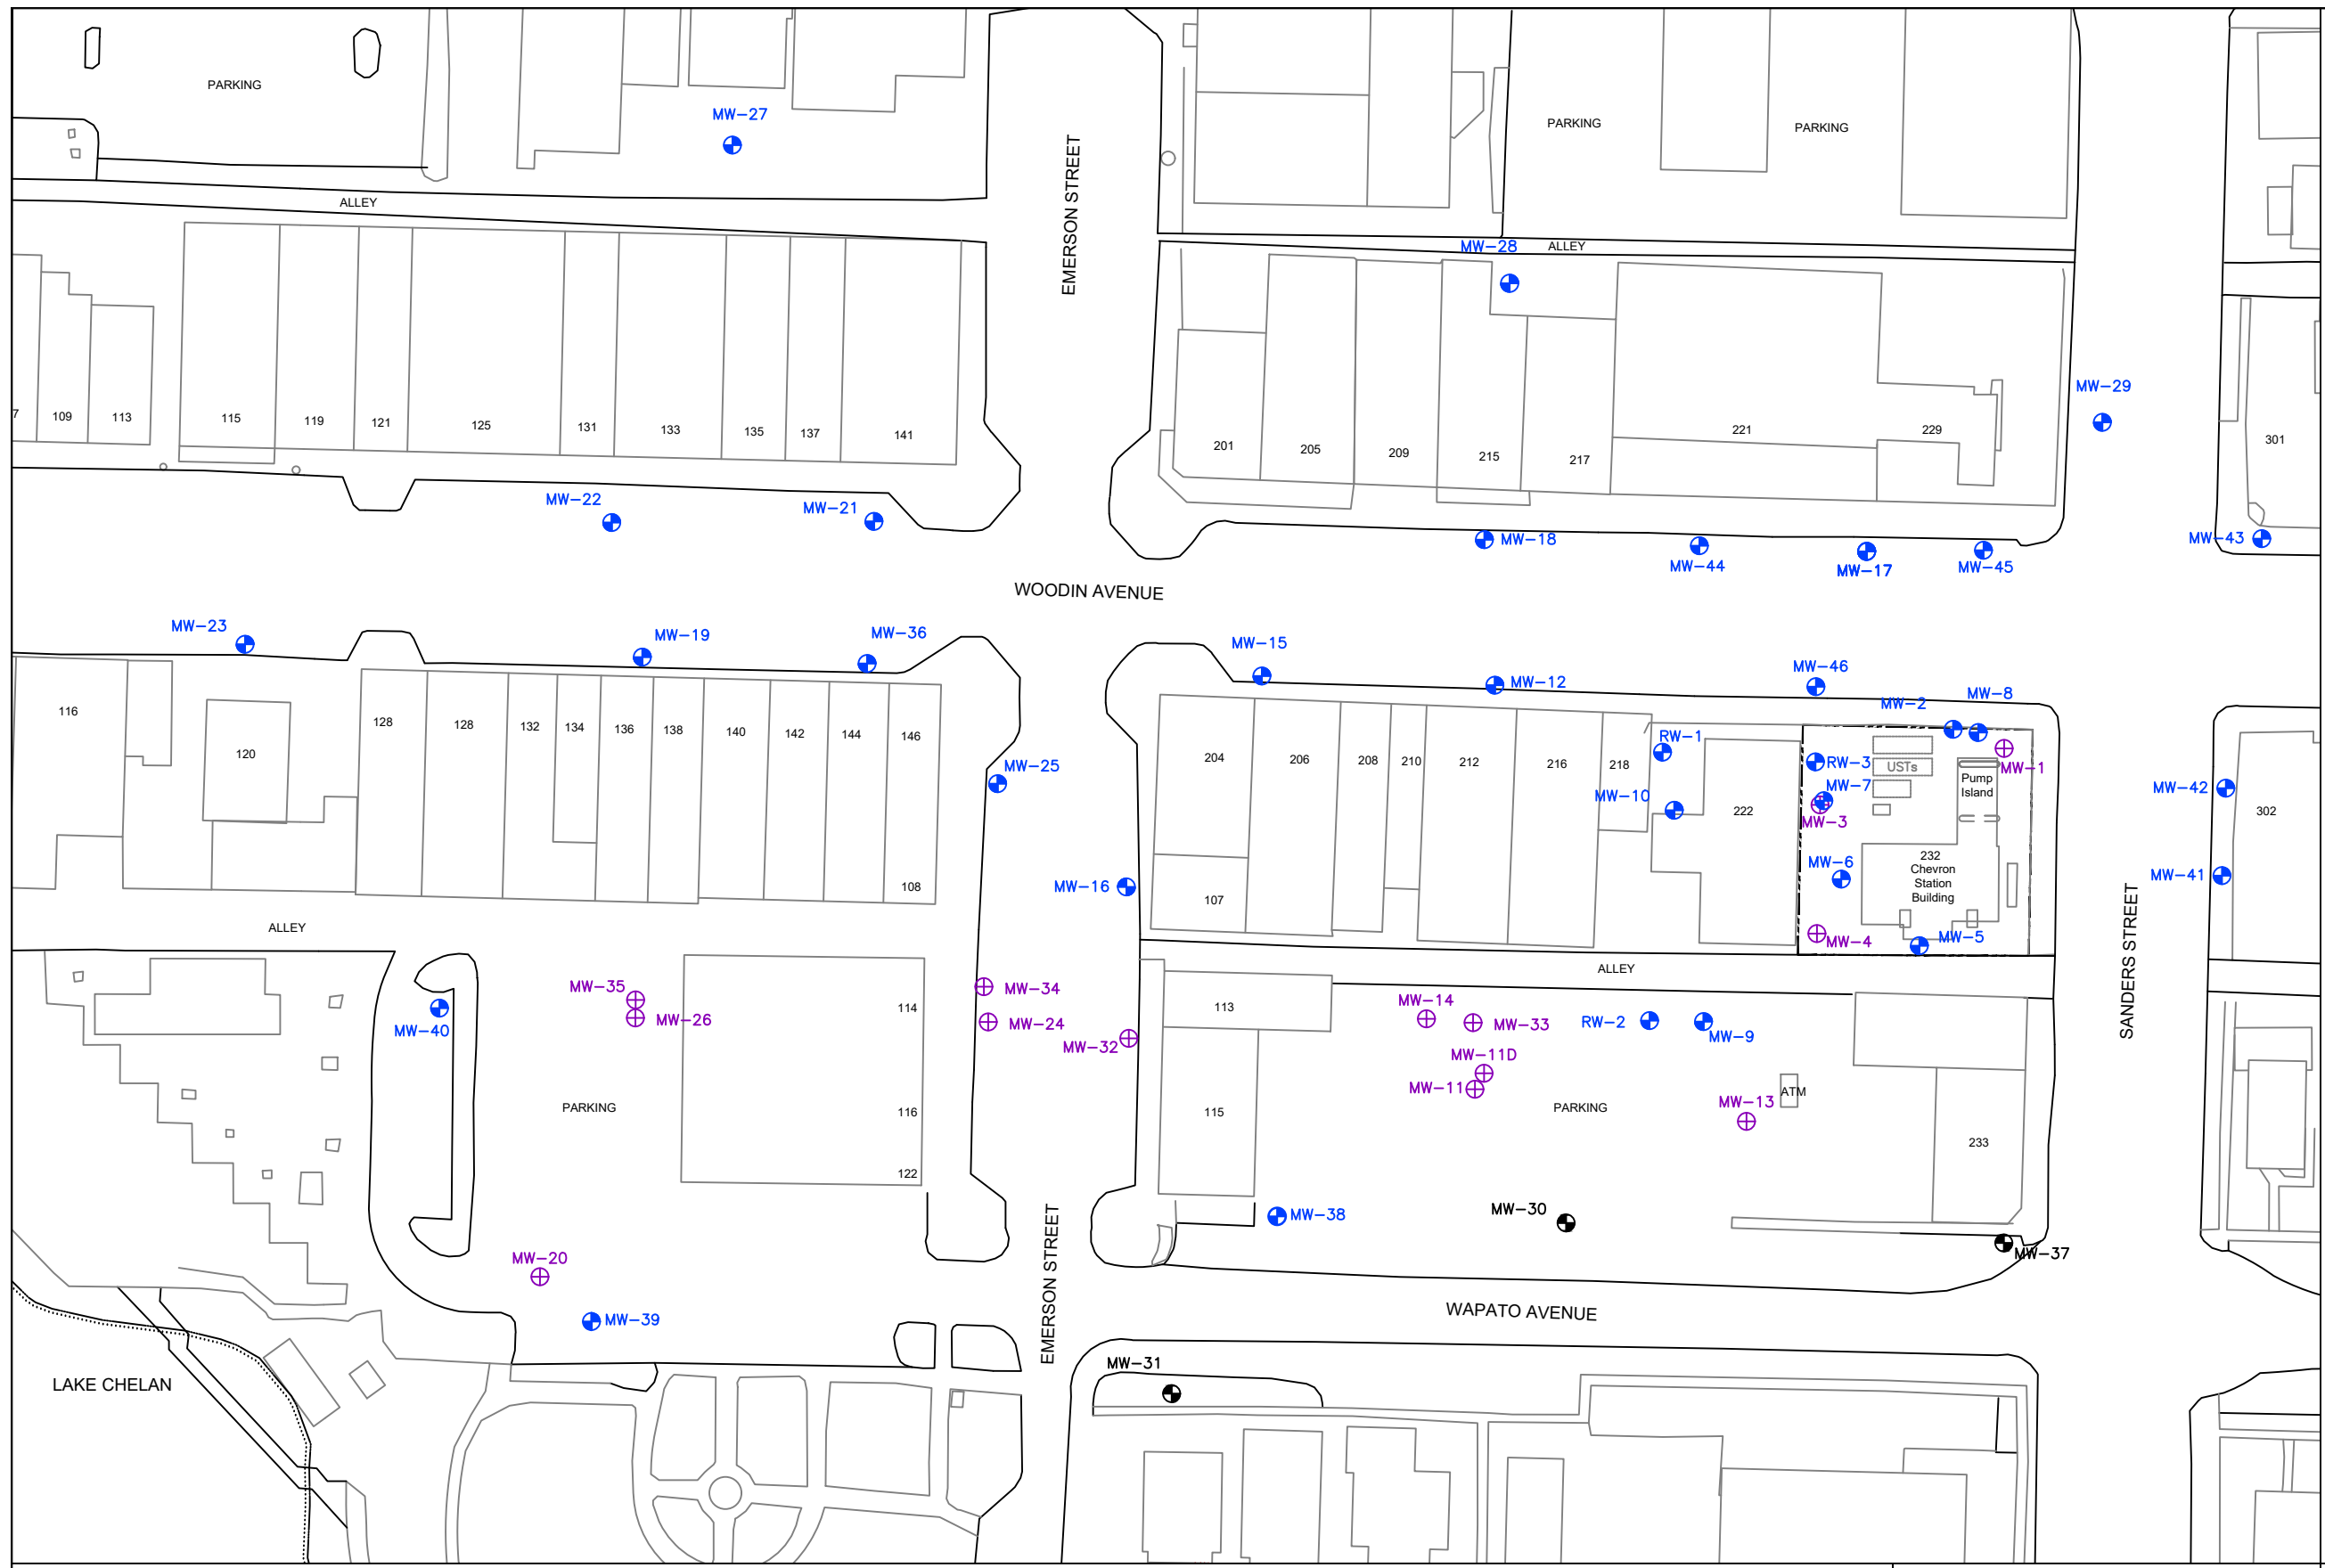 PARKING
MW-27
PARKING
PARKING
EMERSON STREET
ALLEY
MW-28
ALLEY
MW-29
7
109
113
115
119
121
125
131
133
135
137
141
201
205
209
215
217
221
229
301
MW-22
MW-21
MW-18
MW-44
MW-17
MW-45
MW-43
WOODIN AVENUE
MW-23
MW-19
MW-36
MW-15
MW-12
MW-46
MW-2
MW-8
116
120
128
128
132
134
136
138
140
142
144
146
108
MW-25
MW-16
204
206
208
210
212
216
218
107
RW-1
MW-10
222
RW-3
MW-7
MW-3
USTs
Pump
Island
MW-1
MW-6
232
Chevron
Station
Building
MW-4
MW-5
MW-42
302
MW-41
SANDERS STREET
ALLEY
ALLEY
MW-35
MW-26
MW-40
114
MW-34
MW-24
MW-32
113
MW-14
MW-33
RW-2
MW-9
MW-11D
MW-11
ATM
MW-13
PARKING
116
115
PARKING
122
233
MW-38
MW-30
MW-37
MW-20
MW-39
EMERSON STREET
WAPATO AVENUE
MW-31
LAKE CHELAN